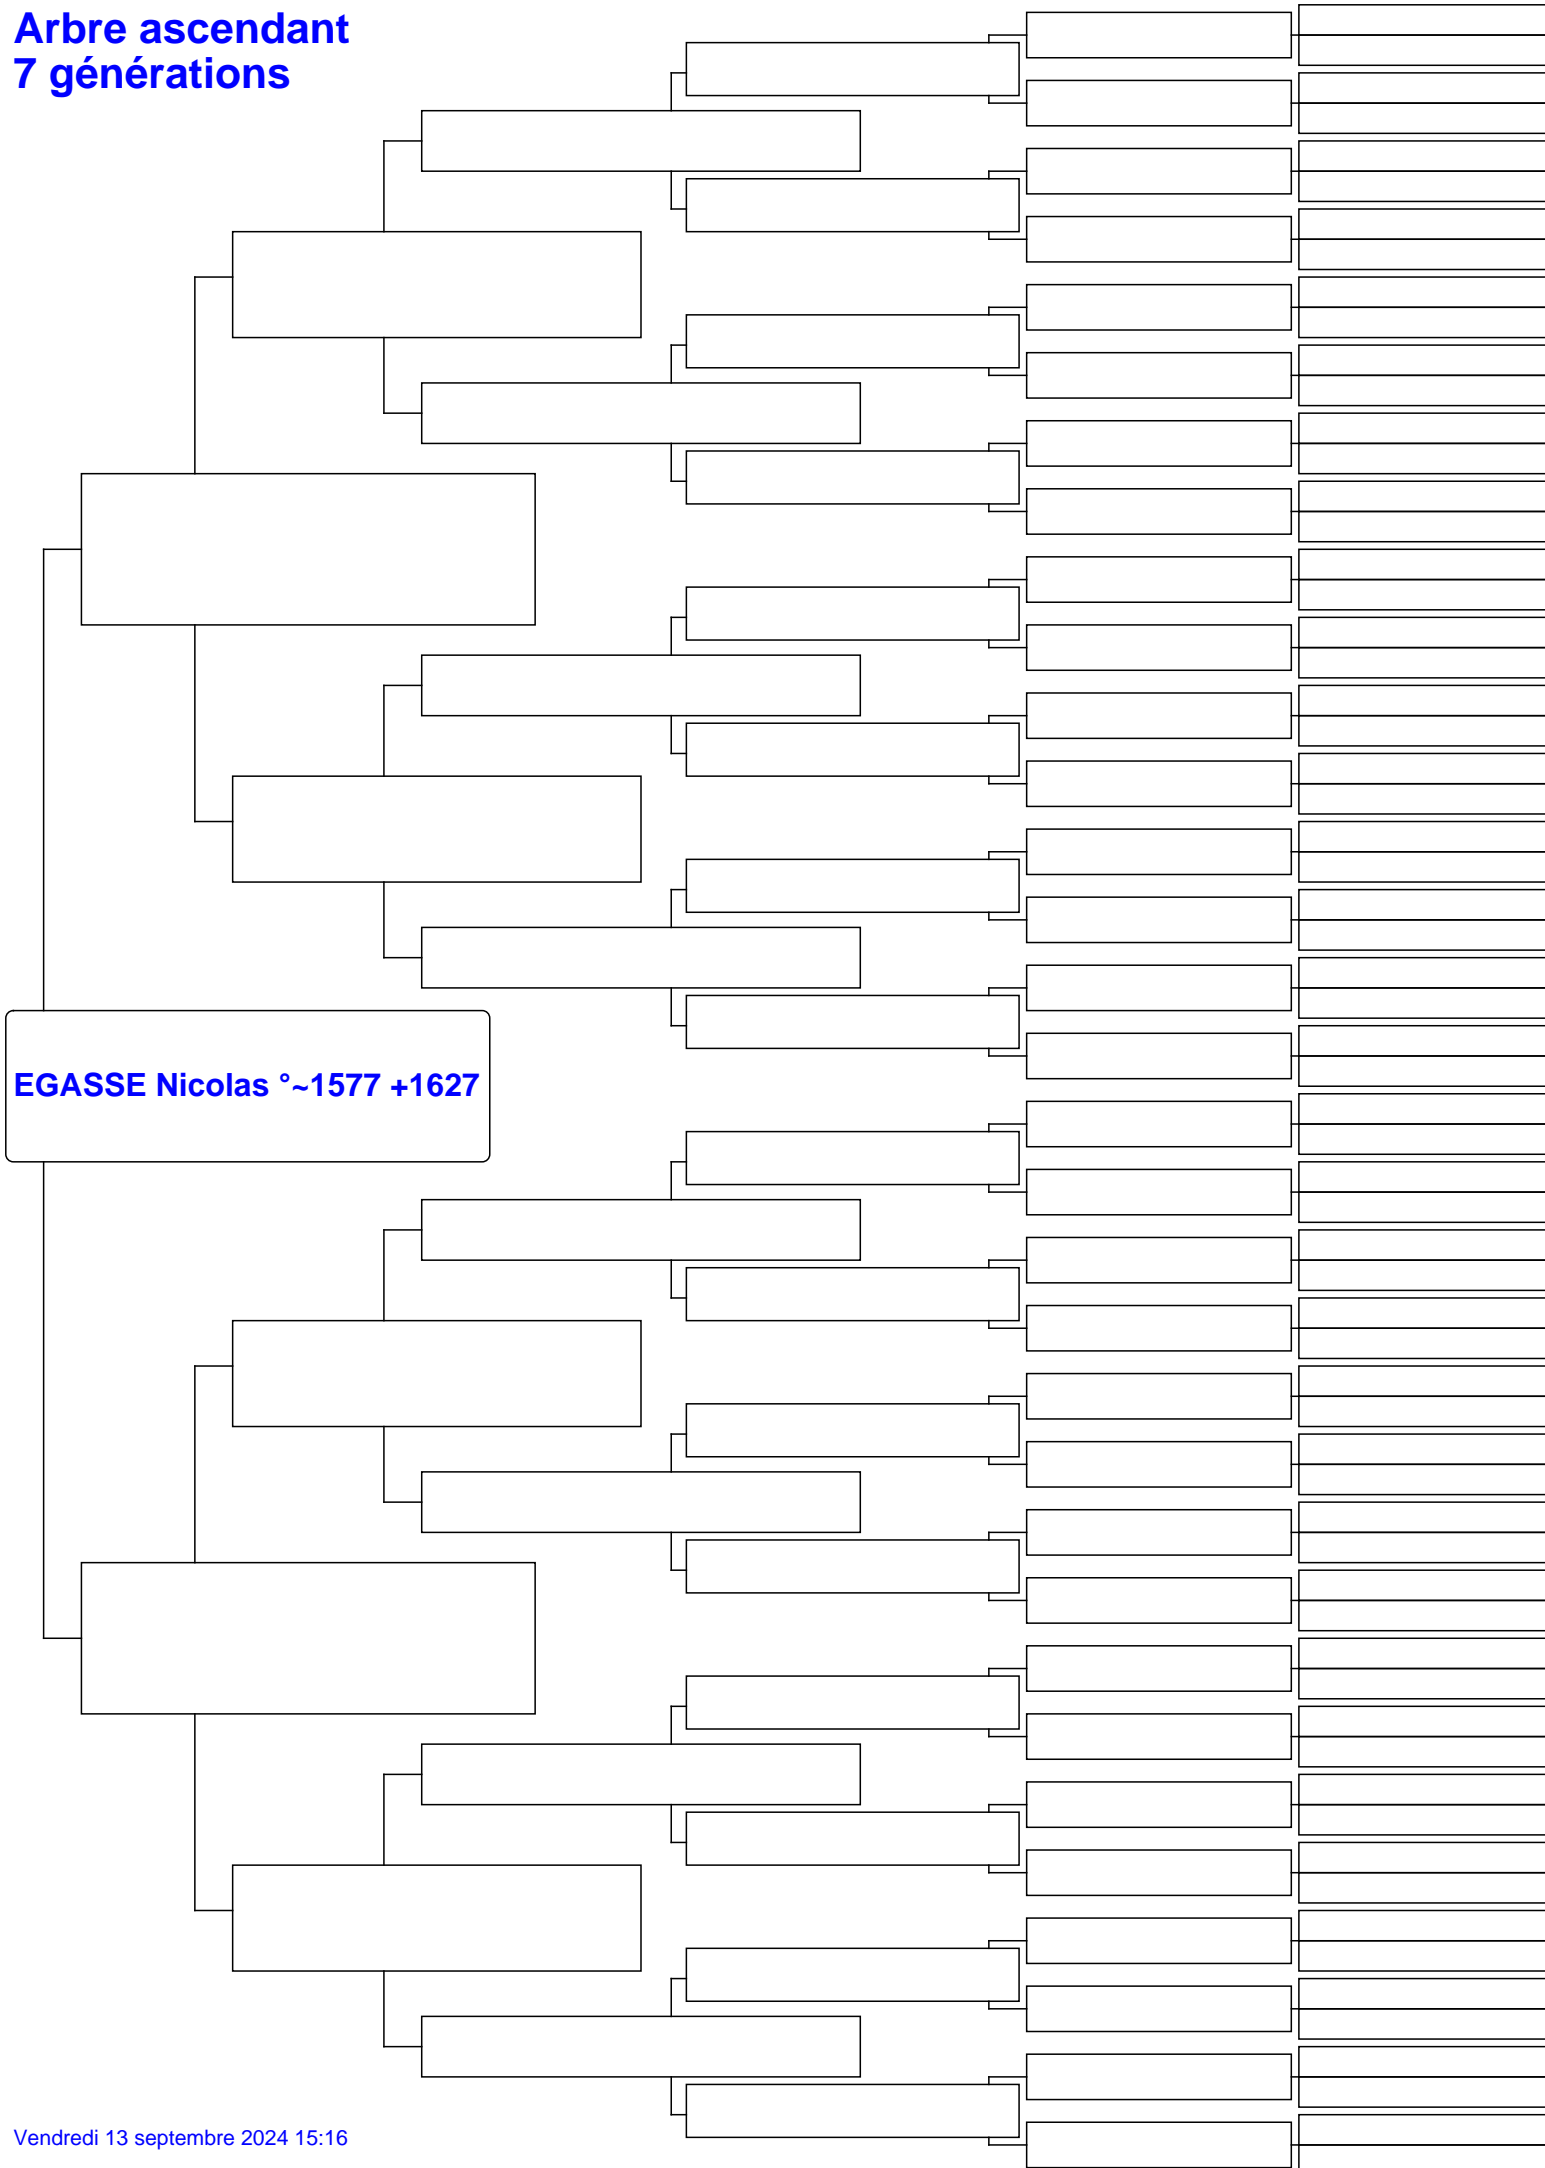 Arbre ascendant
7 générations
EGASSE Nicolas °~1577 +1627
Vendredi 13 septembre 2024 15:16